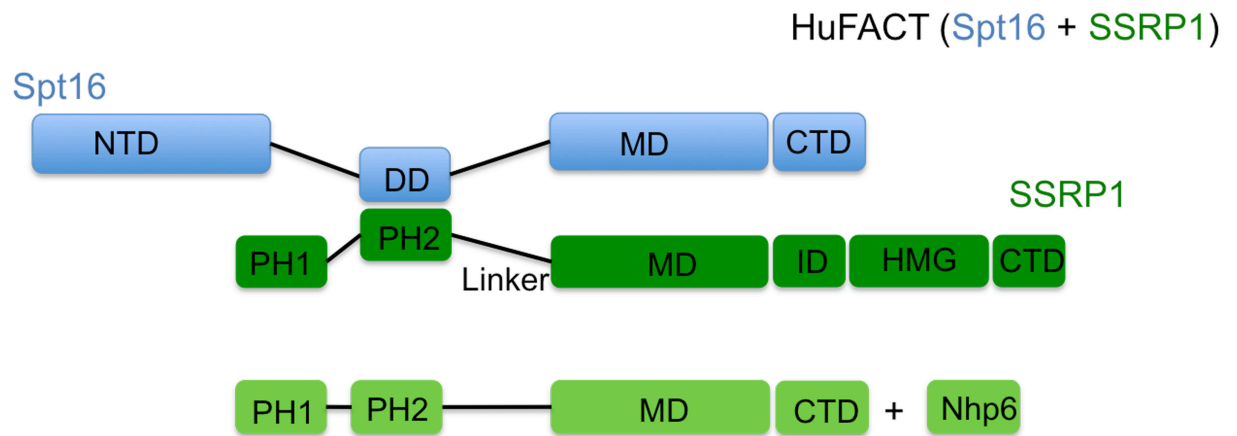 HuFACT (Spt16 + SSRP1)
Spt16
NTD
DD
MD
CTD
SSRP1
PH1
PH2
Linker
MD
ID
HMG
CTD
PH1
PH2
MD
CTD
+
Nhp6